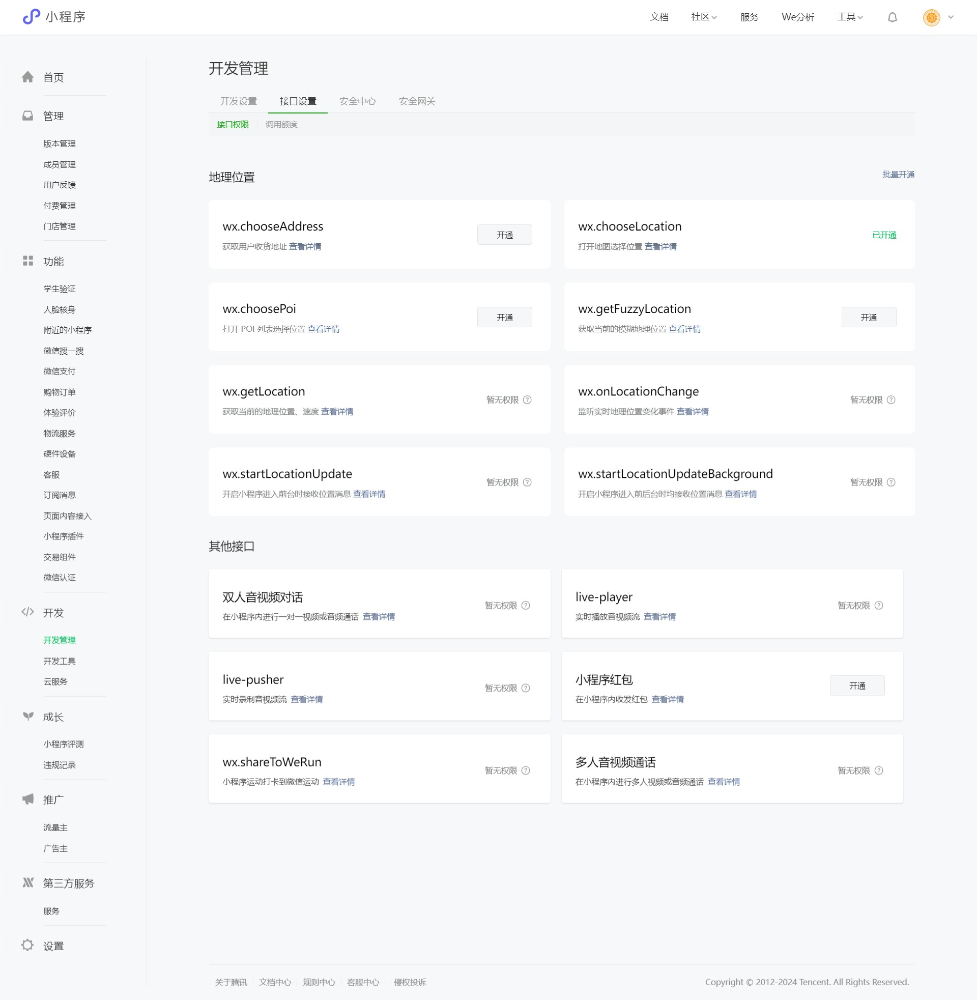 小程序
文档 社区 服务 We分析 工具
首页
管理
版本管理
成员管理
用户反馈
付费管理
门店管理
功能
学生验证
人脸核身
附近的小程序
微信搜一搜
微信支付
购物订单
体验评价
物流服务
硬件设备
客服
订阅消息
页面内容接入
小程序插件
交易组件
微信认证
开发
开发管理
开发工具
云服务
成长
小程序评测
违规记录
推广
流量主
广告主
第三方服务
服务
设置
开发管理
开发设置 接口设置 安全中心 安全网关
接口权限 调用额度
地理位置 批量开通
wx.chooseAddress
获取用户收货地址 查看详情
开通
wx.chooseLocation
打开地图选择位置 查看详情
已开通
wx.choosePoi
打开 POI 列表选择位置 查看详情
开通
wx.getFuzzyLocation
获取当前的模糊地理位置 查看详情
开通
wx.getLocation
获取当前的地理位置、速度 查看详情
暂无权限 ?
wx.onLocationChange
监听实时地理位置变化事件 查看详情
暂无权限 ?
wx.startLocationUpdate
开启小程序进入前台时接收位置消息 查看详情
暂无权限 ?
wx.startLocationUpdateBackground
开启小程序进入前后台时均接收位置消息 查看详情
暂无权限 ?
其他接口
双人音视频对话
在小程序内进行一对一视频或音频通话 查看详情
暂无权限 ?
live-player
实时播放音视频流 查看详情
暂无权限 ?
live-pusher
实时录制音视频流 查看详情
暂无权限 ?
小程序红包
在小程序内收发红包 查看详情
开通
wx.shareToWeRun
小程序运动打卡到微信运动 查看详情
暂无权限 ?
多人音视频通话
在小程序内进行多人视频或音频通话 查看详情
暂无权限 ?
关于腾讯 文档中心 规则中心 客服中心 侵权投诉
Copyright © 2012-2024 Tencent. All Rights Reserved.